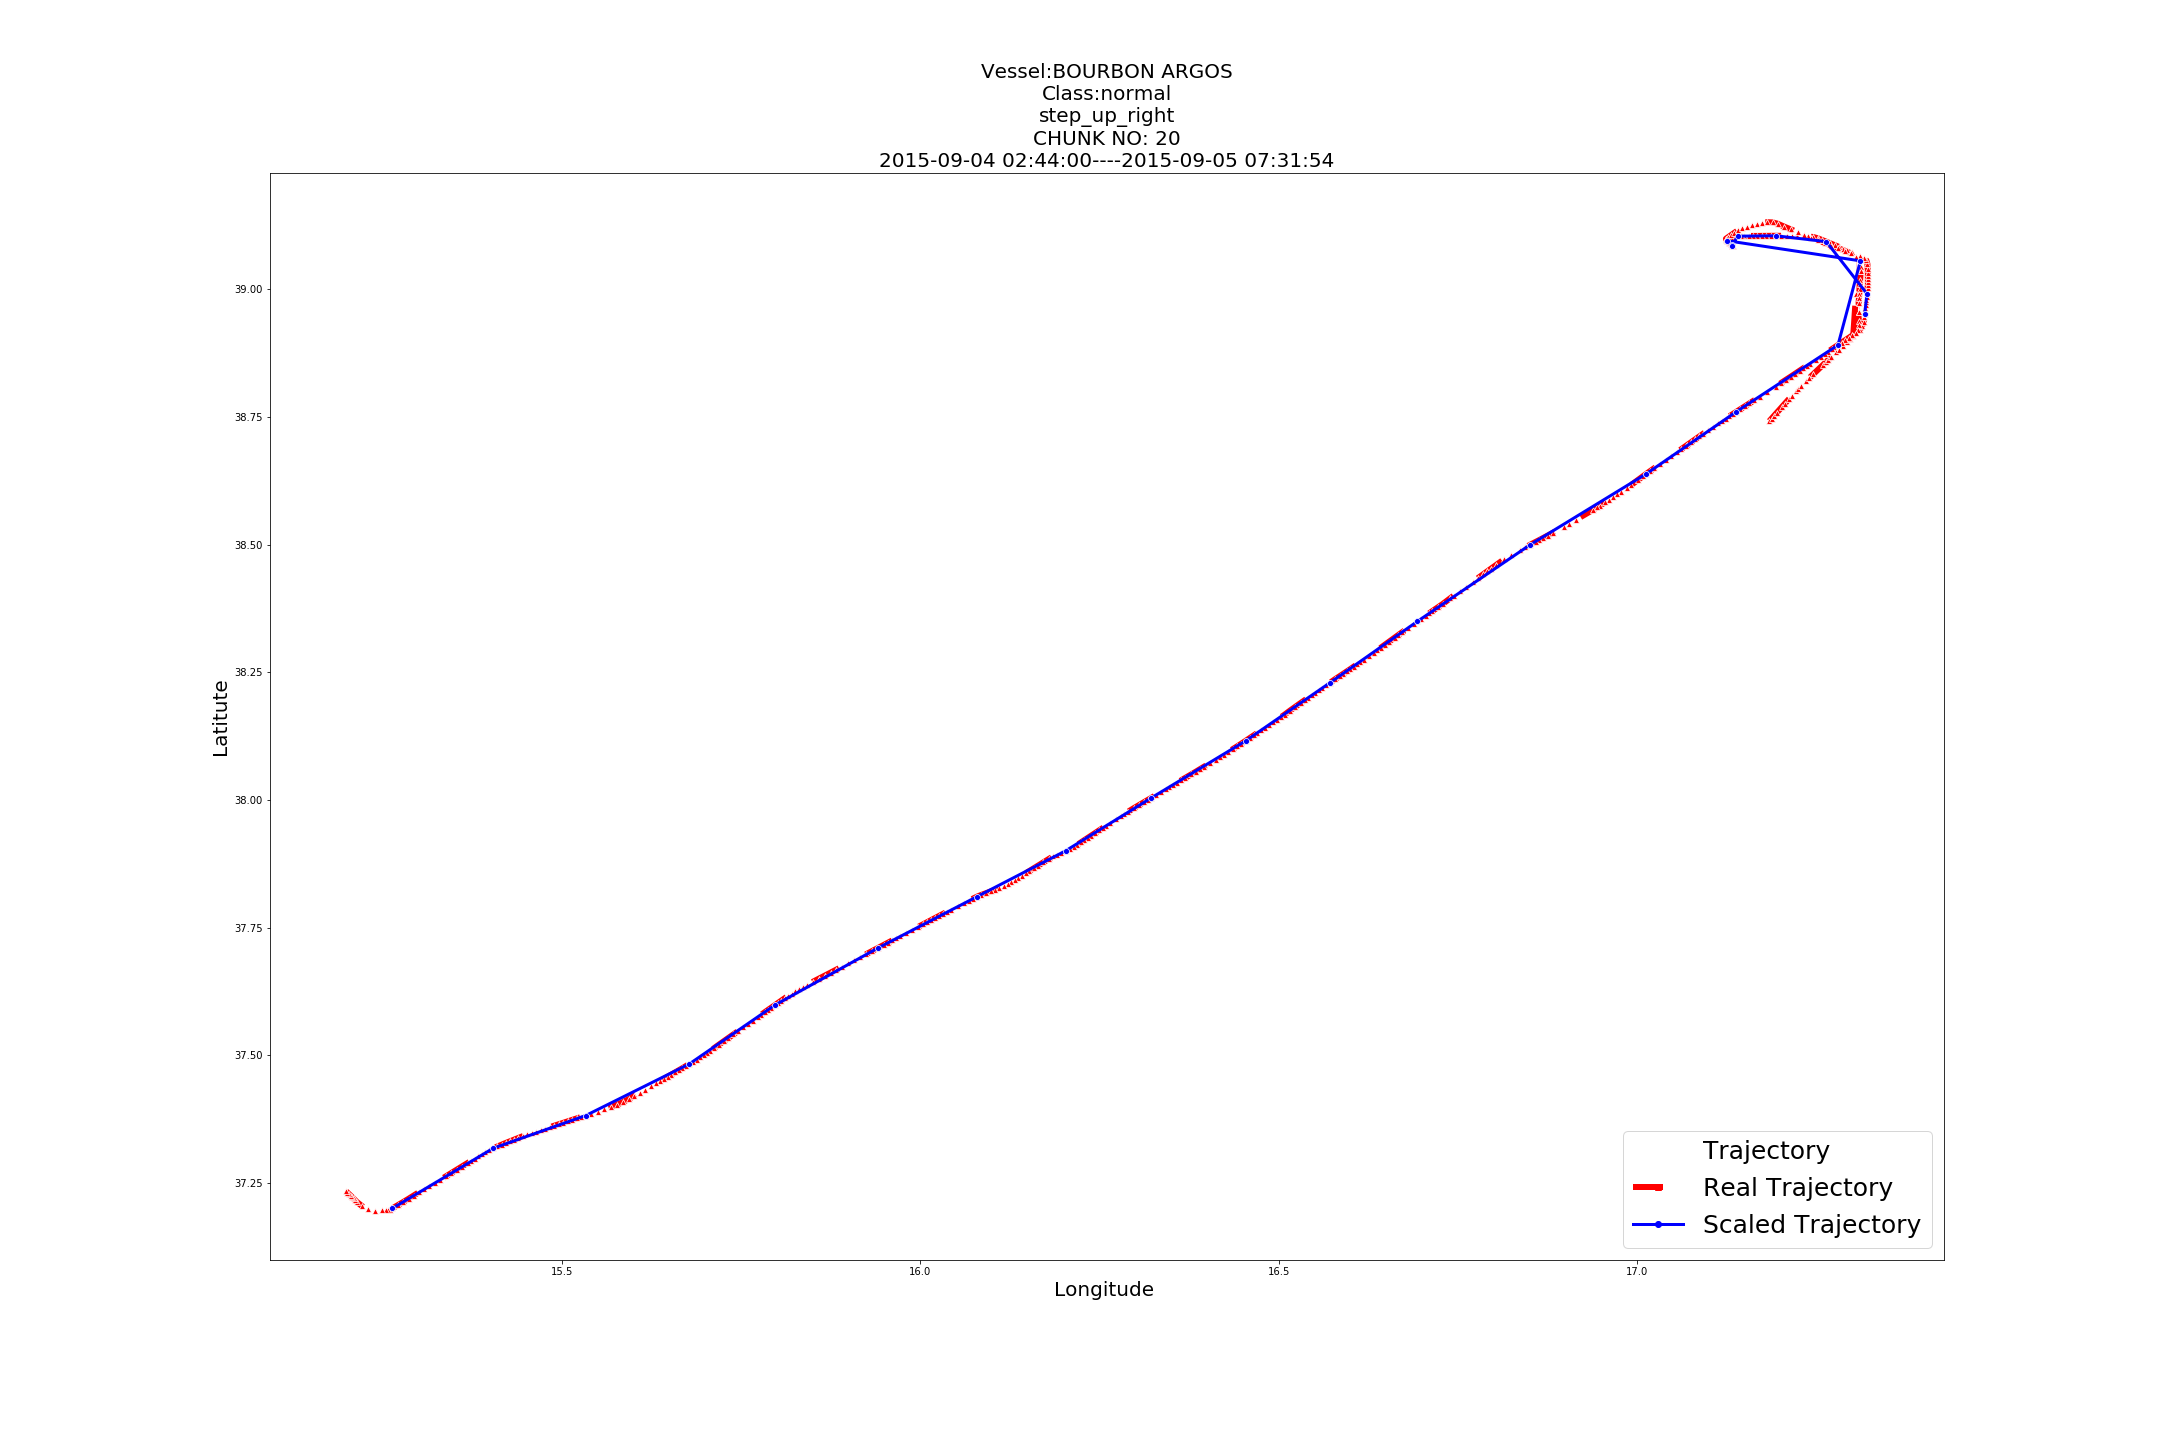 Vessel:BOURBON ARGOS
Class:normal
step_up_right
CHUNK NO: 20
2015-09-04 02:44:00----2015-09-05 07:31:54
39.00
38.75
38.50
38.25
38.00
37.75
37.50
37.25
Latitute
15.5
16.0
16.5
17.0
Longitude
Trajectory
Real Trajectory
Scaled Trajectory